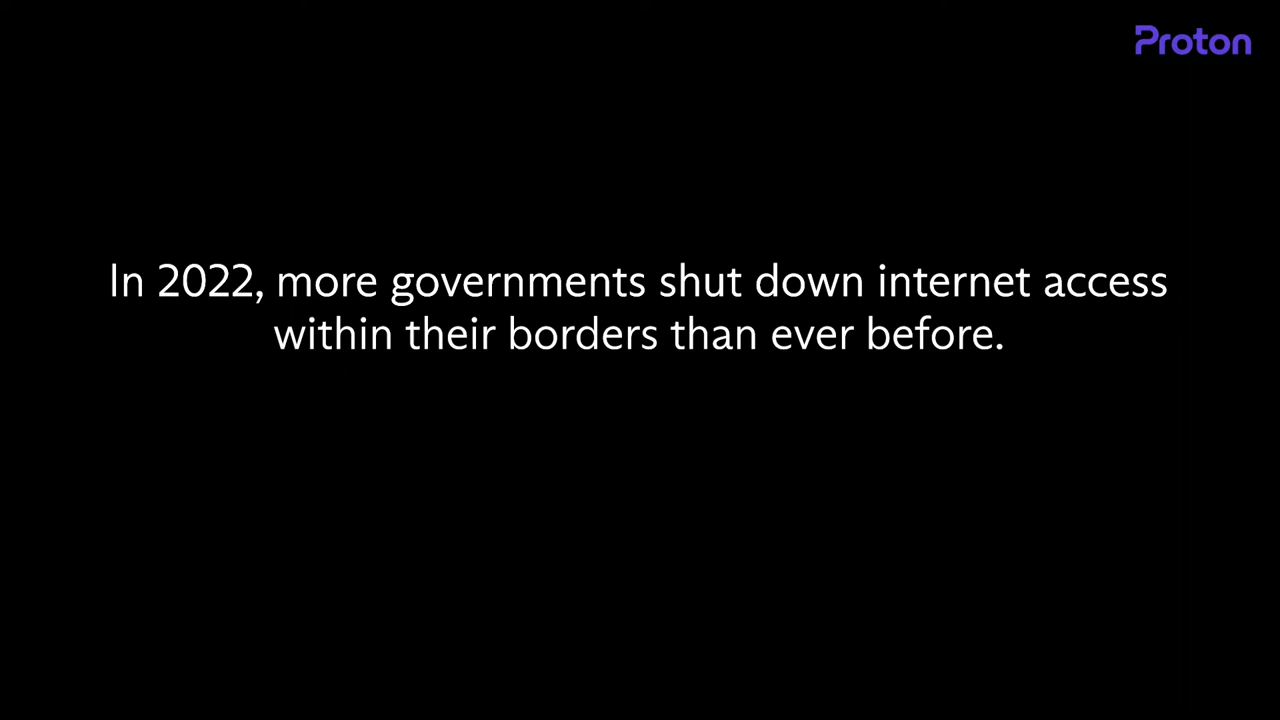 Proton
In 2022, more governments shut down internet access
within their borders than ever before.